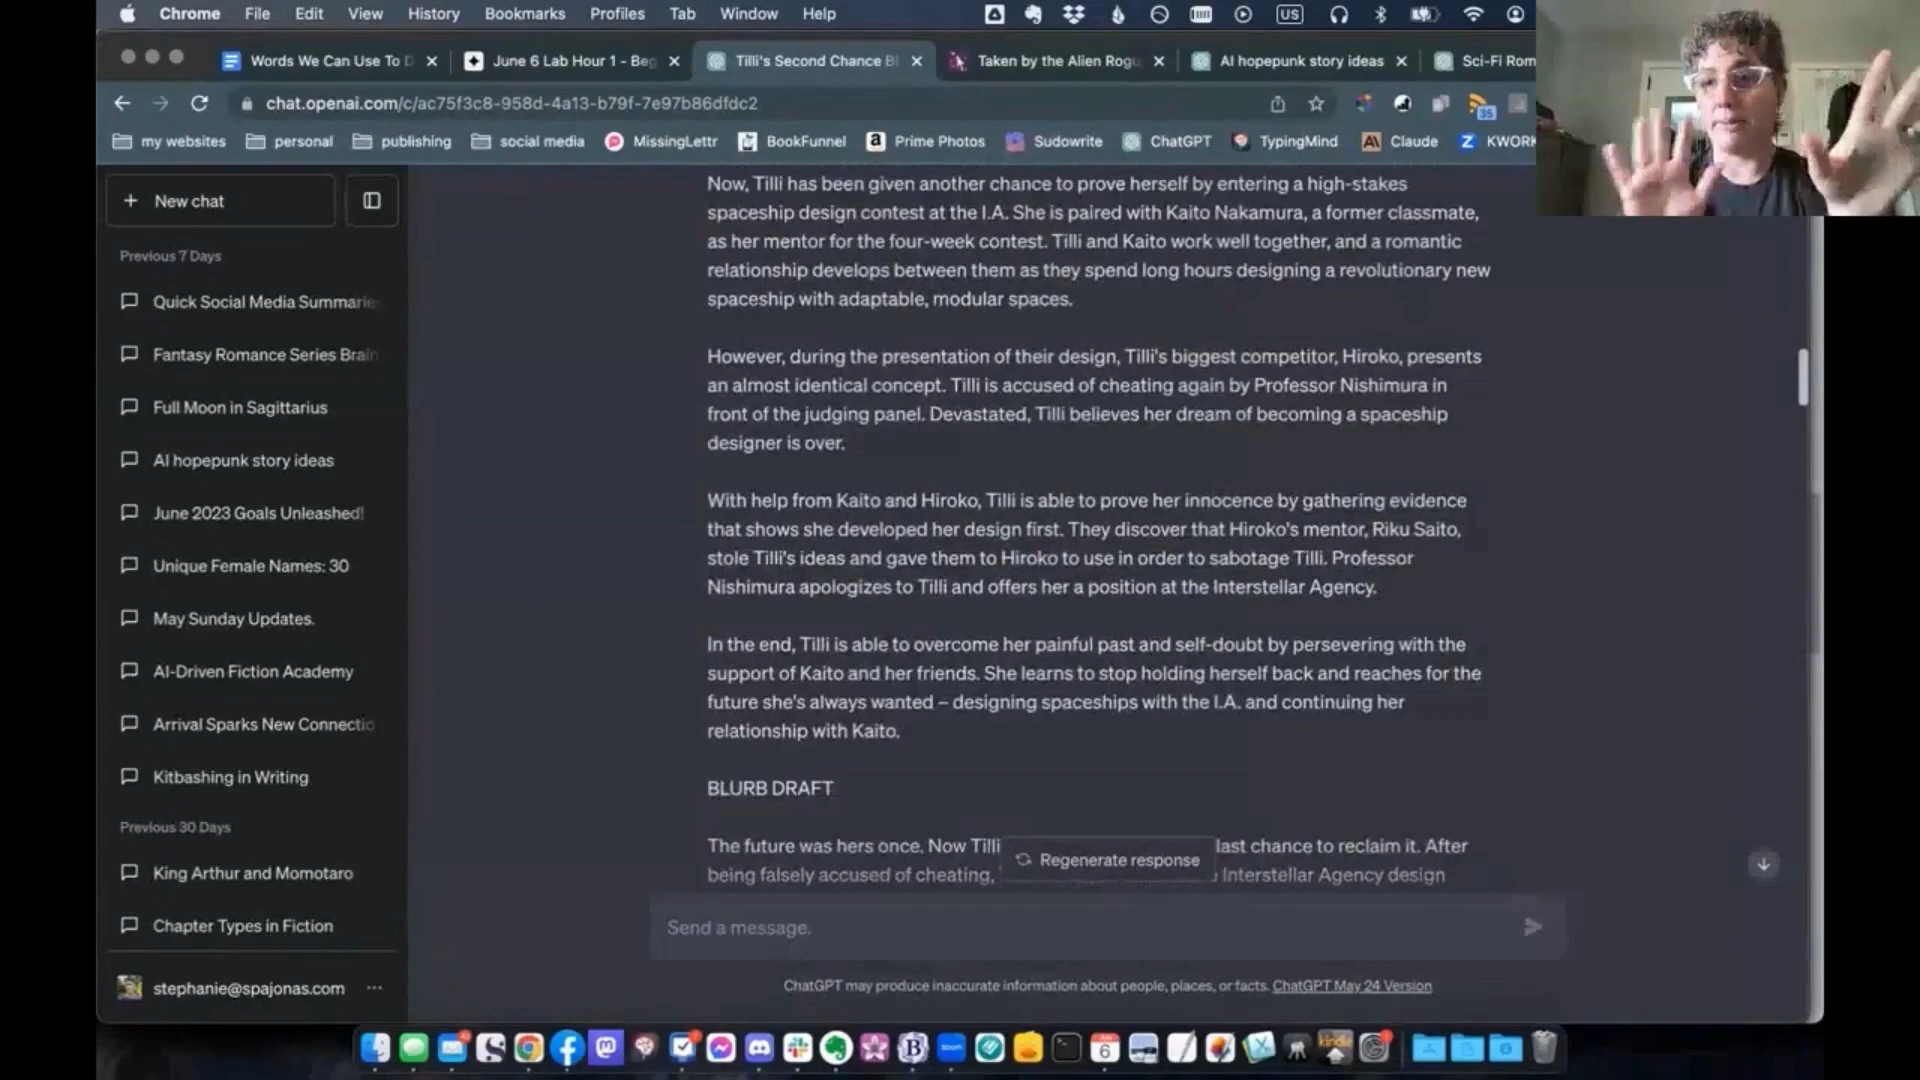 Chrome File Edit View History Bookmarks Profiles Tab Window Help
US
Words We Can Use To D
June 6 Lab Hour 1 - Beg
Tilli's Second Chance Bl
Taken by the Alien Rogu
AI hopepunk story ideas
Sci-Fi Rom
chat.openai.com/c/ac75f3c8-958d-4a13-b79f-7e97b86dfdc2
35
my websites personal publishing social media MissingLettr BookFunnel Prime Photos Sudowrite ChatGPT TypingMind Claude KWORK
New chat
Previous 7 Days
Quick Social Media Summarie
Fantasy Romance Series Brain
Full Moon in Sagittarius
AI hopepunk story ideas
June 2023 Goals Unleashed!
Unique Female Names: 30
May Sunday Updates.
AI-Driven Fiction Academy
Arrival Sparks New Connectio
Kitbashing in Writing
Previous 30 Days
King Arthur and Momotaro
Chapter Types in Fiction
stephanie@spajonas.com
Now, Tilli has been given another chance to prove herself by entering a high-stakes
spaceship design contest at the I.A. She is paired with Kaito Nakamura, a former classmate,
as her mentor for the four-week contest. Tilli and Kaito work well together, and a romantic
relationship develops between them as they spend long hours designing a revolutionary new
spaceship with adaptable, modular spaces.
However, during the presentation of their design, Tilli's biggest competitor, Hiroko, presents
an almost identical concept. Tilli is accused of cheating again by Professor Nishimura in
front of the judging panel. Devastated, Tilli believes her dream of becoming a spaceship
designer is over.
With help from Kaito and Hiroko, Tilli is able to prove her innocence by gathering evidence
that shows she developed her design first. They discover that Hiroko's mentor, Riku Saito,
stole Tilli's ideas and gave them to Hiroko to use in order to sabotage Tilli. Professor
Nishimura apologizes to Tilli and offers her a position at the Interstellar Agency.
In the end, Tilli is able to overcome her painful past and self-doubt by persevering with the
support of Kaito and her friends. She learns to stop holding herself back and reaches for the
future she's always wanted – designing spaceships with the I.A. and continuing her
relationship with Kaito.
BLURB DRAFT
The future was hers once. Now Tilli last chance to reclaim it. After
being falsely accused of cheating, Interstellar Agency design
Regenerate response
Send a message.
ChatGPT may produce inaccurate information about people, places, or facts. ChatGPT May 24 Version
zoom
6
kindle